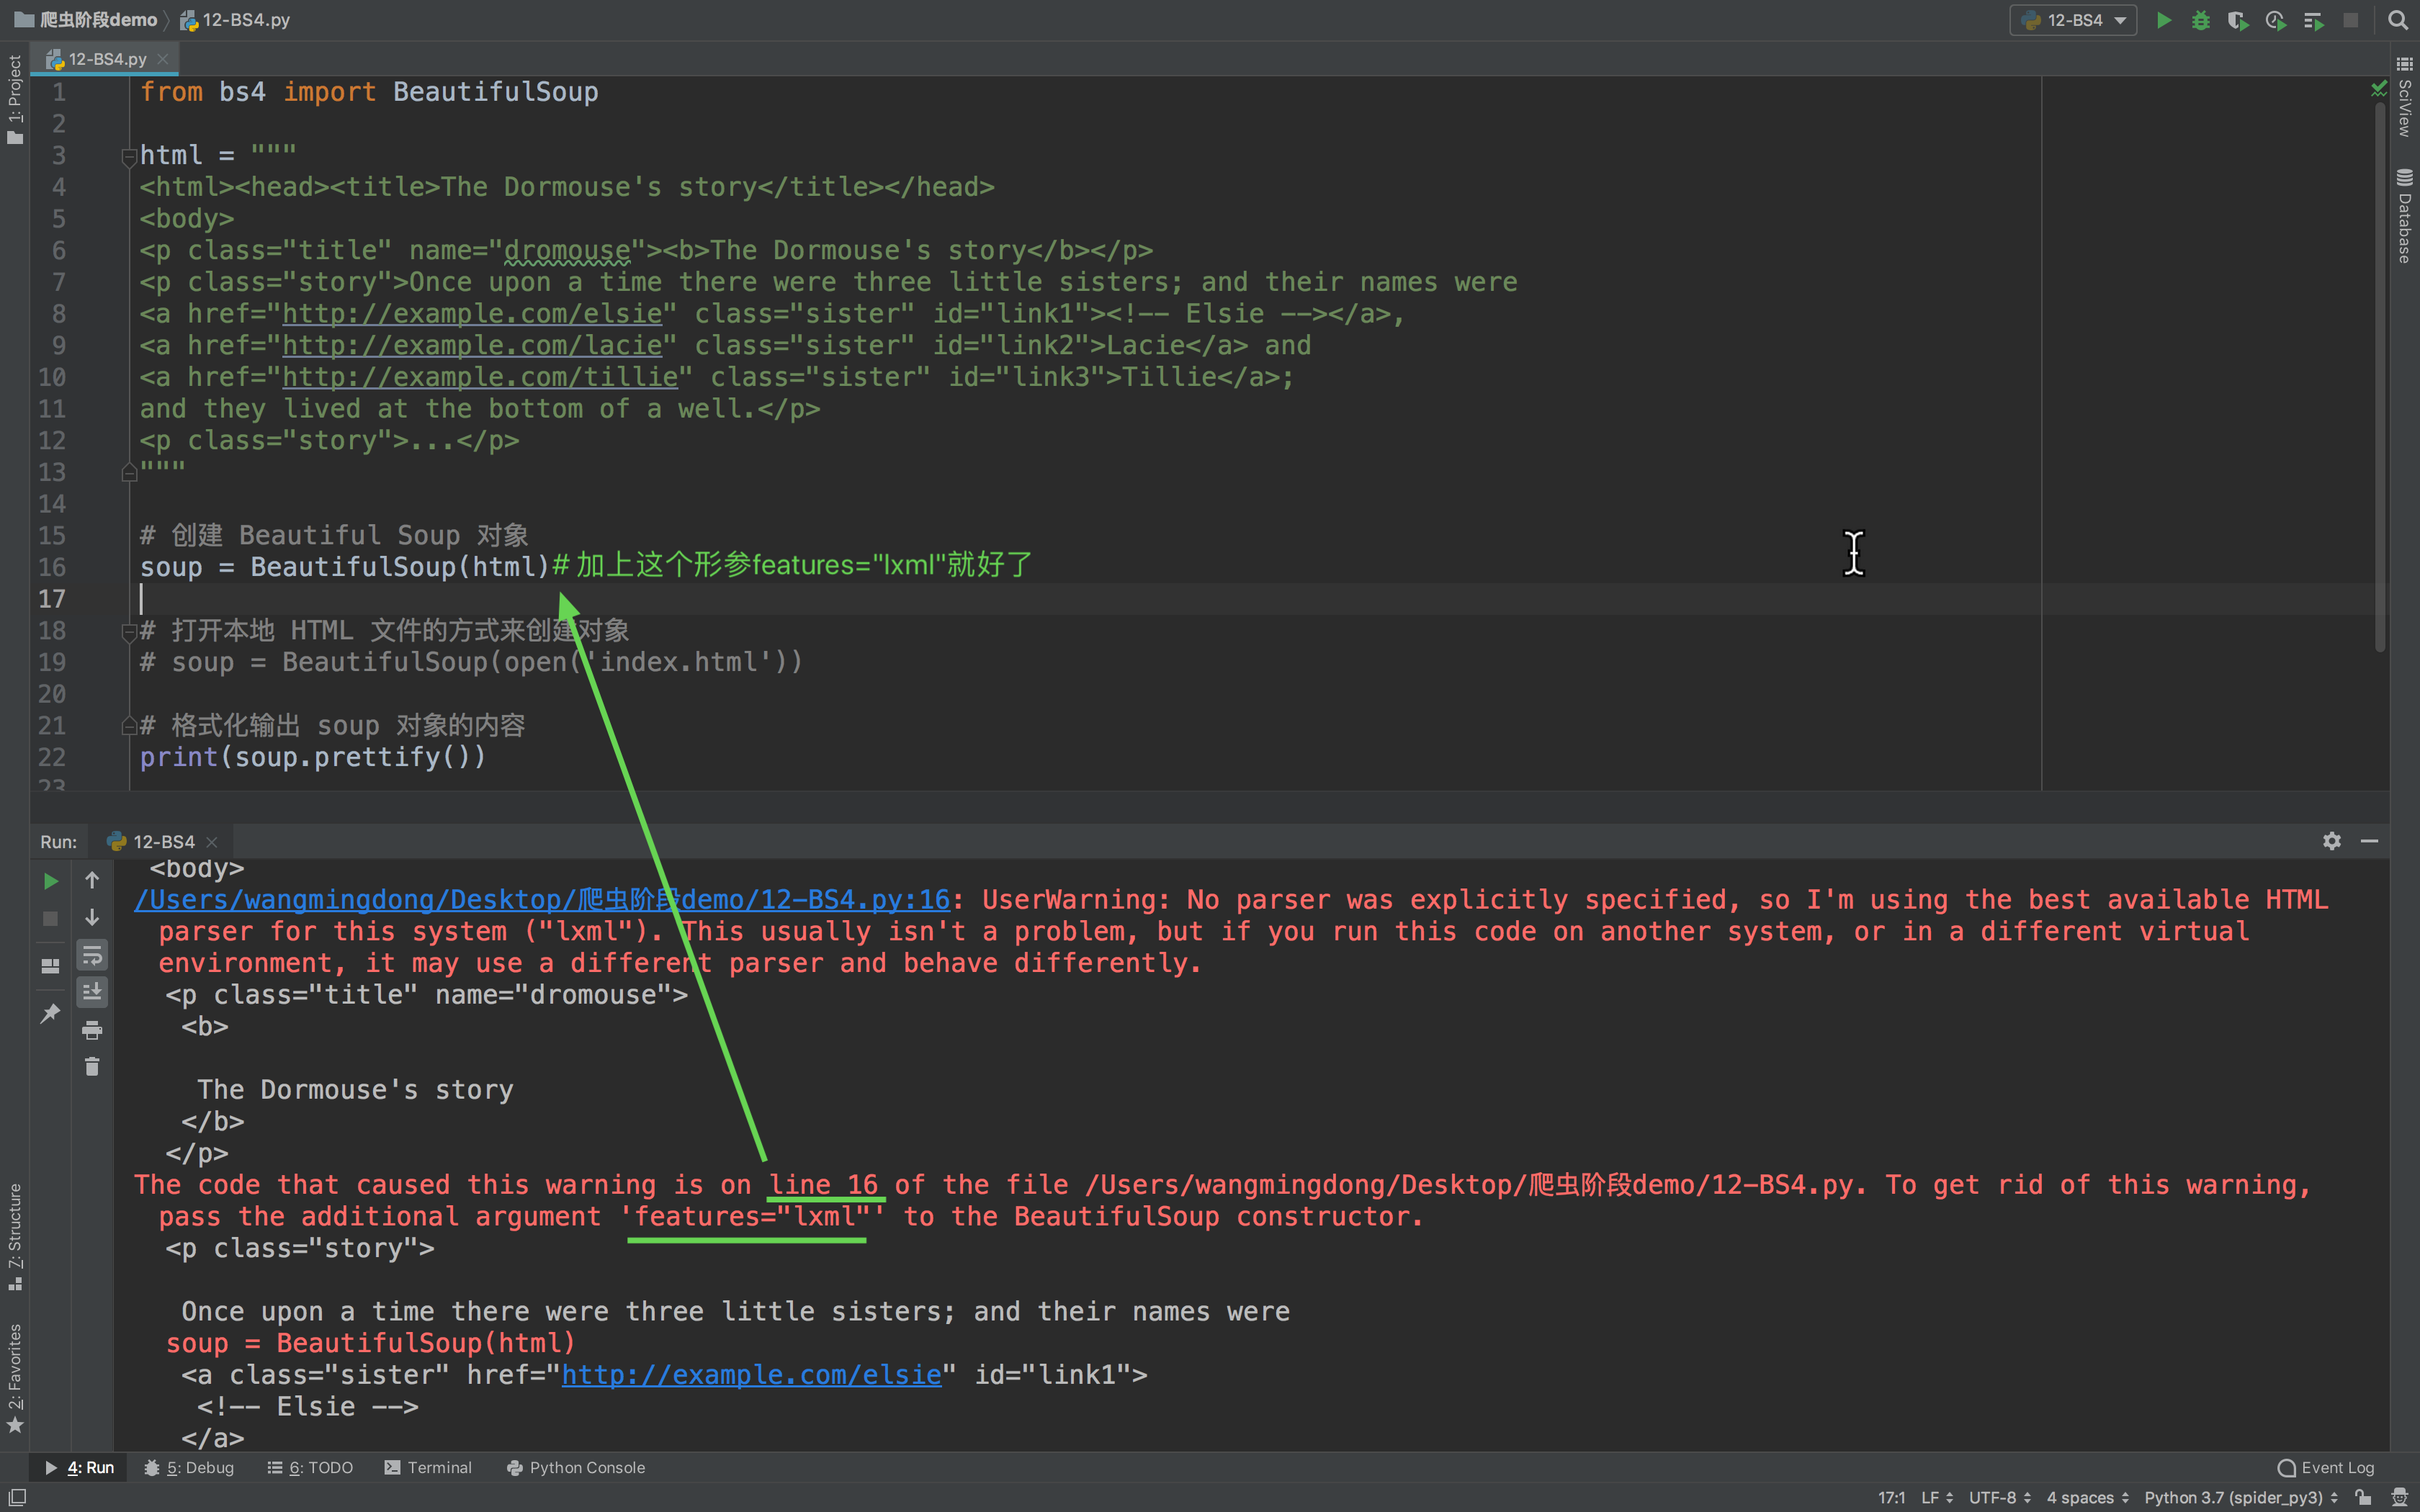 爬虫阶段demo 12-BS4.py
12-BS4
12-BS4.py
1: Project
SciView
Database
1 from bs4 import BeautifulSoup
2
3 html = """
4 <html><head><title>The Dormouse's story</title></head>
5 <body>
6 <p class="title" name="dromouse"><b>The Dormouse's story</b></p>
7 <p class="story">Once upon a time there were three little sisters; and their names were
8 <a href="http://example.com/elsie" class="sister" id="link1"><!-- Elsie --></a>,
9 <a href="http://example.com/lacie" class="sister" id="link2">Lacie</a> and
10 <a href="http://example.com/tillie" class="sister" id="link3">Tillie</a>;
11 and they lived at the bottom of a well.</p>
12 <p class="story">...</p>
13 """
14
15 # 创建 Beautiful Soup 对象
16 soup = BeautifulSoup(html)# 加上这个形参features="lxml"就好了
17
18 # 打开本地 HTML 文件的方式来创建对象
19 # soup = BeautifulSoup(open('index.html'))
20
21 # 格式化输出 soup 对象的内容
22 print(soup.prettify())
23
Run: 12-BS4
<body>
/Users/wangmingdong/Desktop/爬虫阶段demo/12-BS4.py:16: UserWarning: No parser was explicitly specified, so I'm using the best available HTML
parser for this system ("lxml"). This usually isn't a problem, but if you run this code on another system, or in a different virtual
environment, it may use a different parser and behave differently.
<p class="title" name="dromouse">
<b>
The Dormouse's story
</b>
</p>
The code that caused this warning is on line 16 of the file /Users/wangmingdong/Desktop/爬虫阶段demo/12-BS4.py. To get rid of this warning,
pass the additional argument 'features="lxml"' to the BeautifulSoup constructor.
<p class="story">
Once upon a time there were three little sisters; and their names were
soup = BeautifulSoup(html)
<a class="sister" href="http://example.com/elsie" id="link1">
<!-- Elsie -->
</a>
7: Structure
2: Favorites
4: Run 5: Debug 6: TODO Terminal Python Console Event Log
17:1 LF UTF-8 4 spaces Python 3.7 (spider_py3)